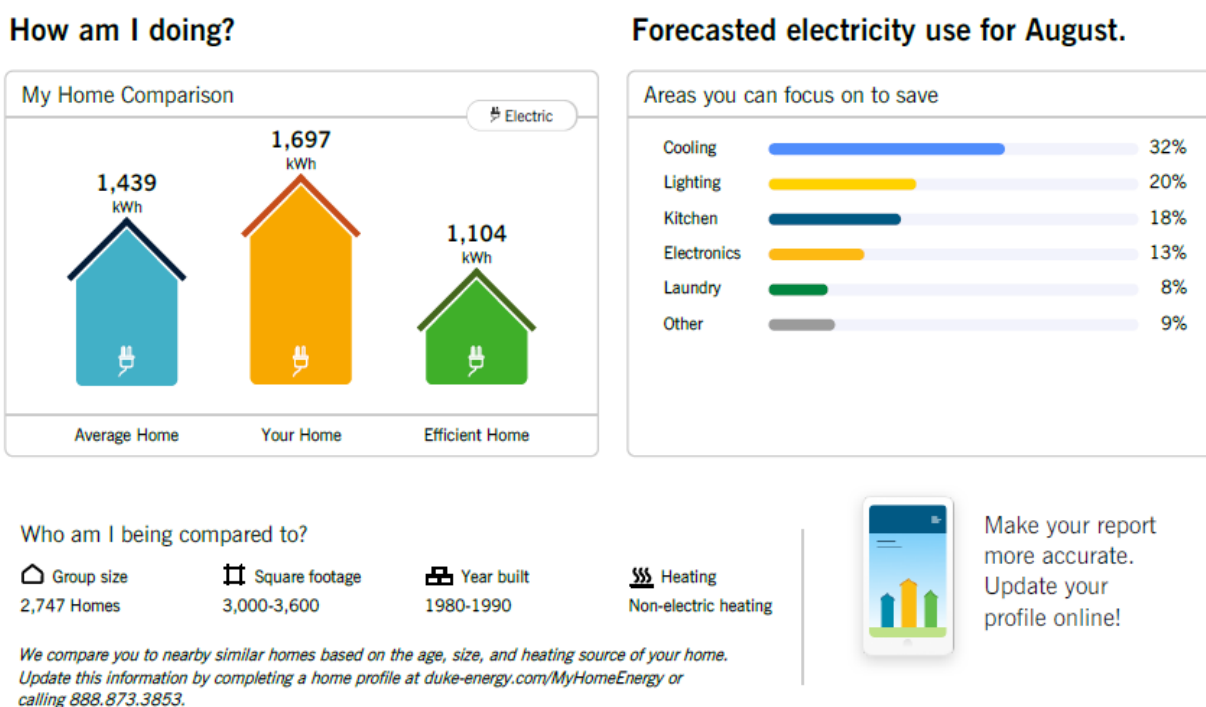 How am I doing?
My Home Comparison
Electric
1,439
kWh
1,697
kWh
1,104
kWh
Average Home
Your Home
Efficient Home
Forecasted electricity use for August.
Areas you can focus on to save
Cooling 32%
Lighting 20%
Kitchen 18%
Electronics 13%
Laundry 8%
Other 9%
Who am I being compared to?
Group size
2,747 Homes
Square footage
3,000-3,600
Year built
1980-1990
Heating
Non-electric heating
We compare you to nearby similar homes based on the age, size, and heating source of your home.
Update this information by completing a home profile at duke-energy.com/MyHomeEnergy or
calling 888.873.3853.
Make your report
more accurate.
Update your
profile online!